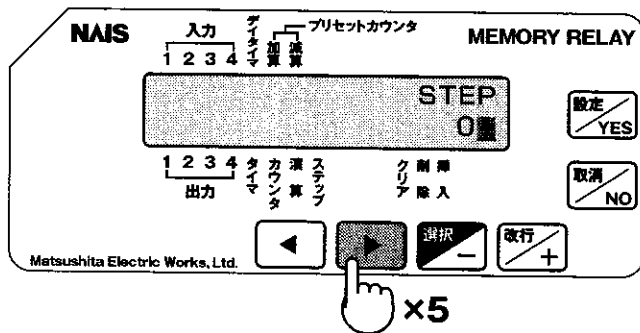 NAIS
入力
1 2 3 4
デイタイマ
加算
減算
プリセットカウンタ
MEMORY RELAY
STEP
0
設定/YES
1 2 3 4
出力
タイマ
カウンタ
演算
ステップ
クリア
削除
挿入
取消/NO
Matsushita Electric Works, Ltd.
◀
▶
選択/−
改行/+
×5